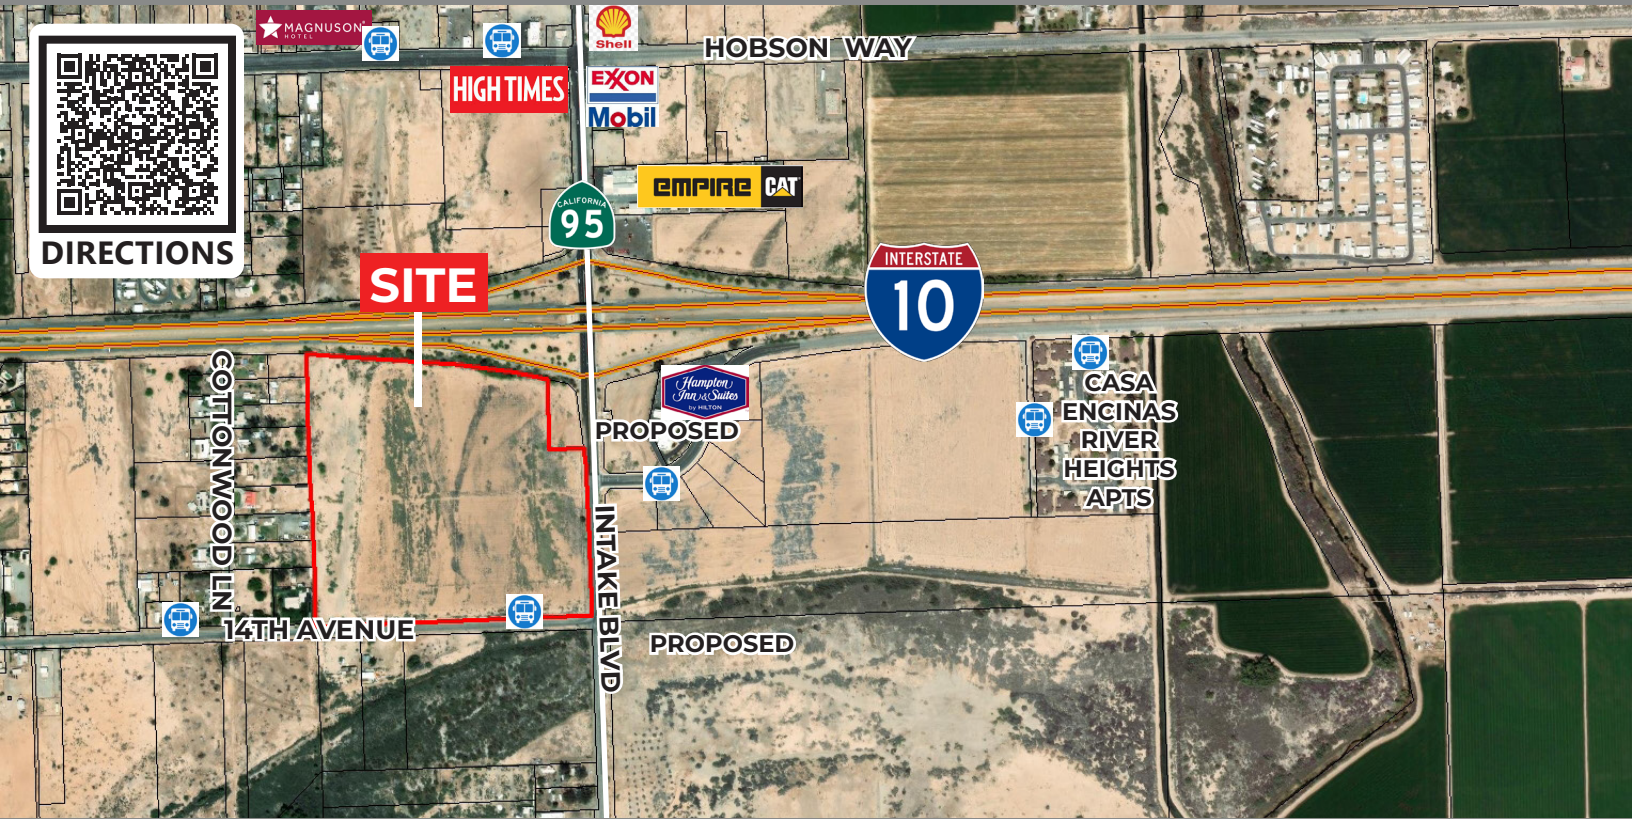 MAGNUSON
HOTEL
Shell
HOBSON WAY
HIGH TIMES
EXXON
Mobil
EMPIRE CAT
CALIFORNIA
95
DIRECTIONS
SITE
INTERSTATE
10
COTTONWOOD LN
Hampton
Inn & Suites
by HILTON
PROPOSED
CASA
ENCINAS
RIVER
HEIGHTS
APTS
INTAKE BLVD
14TH AVENUE
PROPOSED